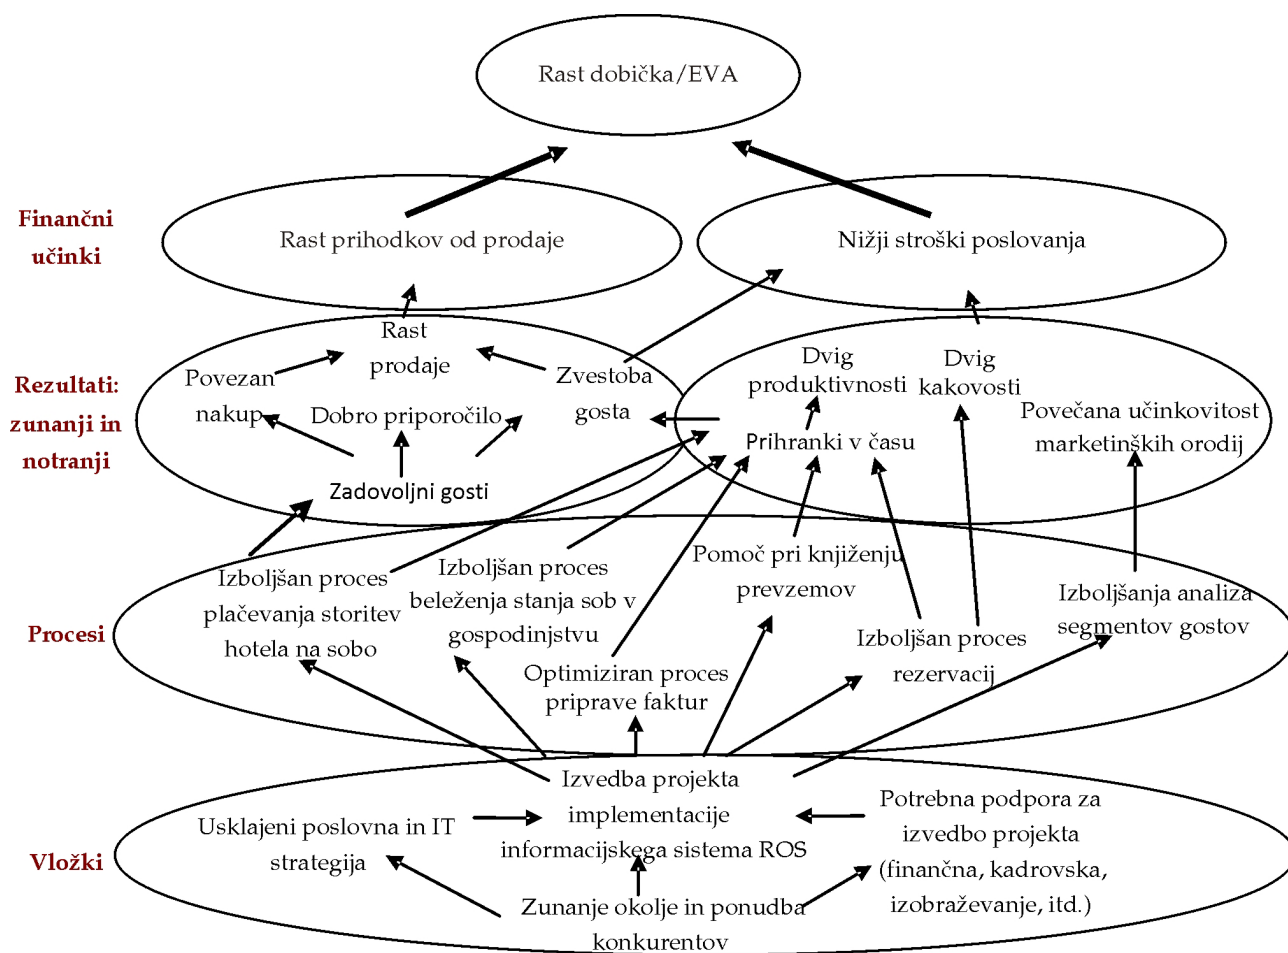 Rast dobička/EVA
Finančni
učinki
Rast prihodkov od prodaje
Nižji stroški poslovanja
Rezultati:
zunanji in
notranji
Rast
prodaje
Povezan
nakup
Dobro priporočilo
Zvestoba
gosta
Zadovoljni gosti
Dvig
produktivnosti
Dvig
kakovosti
Prihranki v času
Povečana učinkovitost
marketinških orodij
Procesi
Izboljšan proces
plačevanja storitev
hotela na sobo
Izboljšan proces
beleženja stanja sob v
gospodinjstvu
Optimiziran proces
priprave faktur
Pomoč pri knjiženju
prevzemov
Izboljšan proces
rezervacij
Izboljšanja analiza
segmentov gostov
Vložki
Usklajeni poslovna in IT
strategija
Izvedba projekta
implementacije
informacijskega sistema ROS
Potrebna podpora za
izvedbo projekta
(finančna, kadrovska,
izobraževanje, itd.)
Zunanje okolje in ponudba
konkurentov